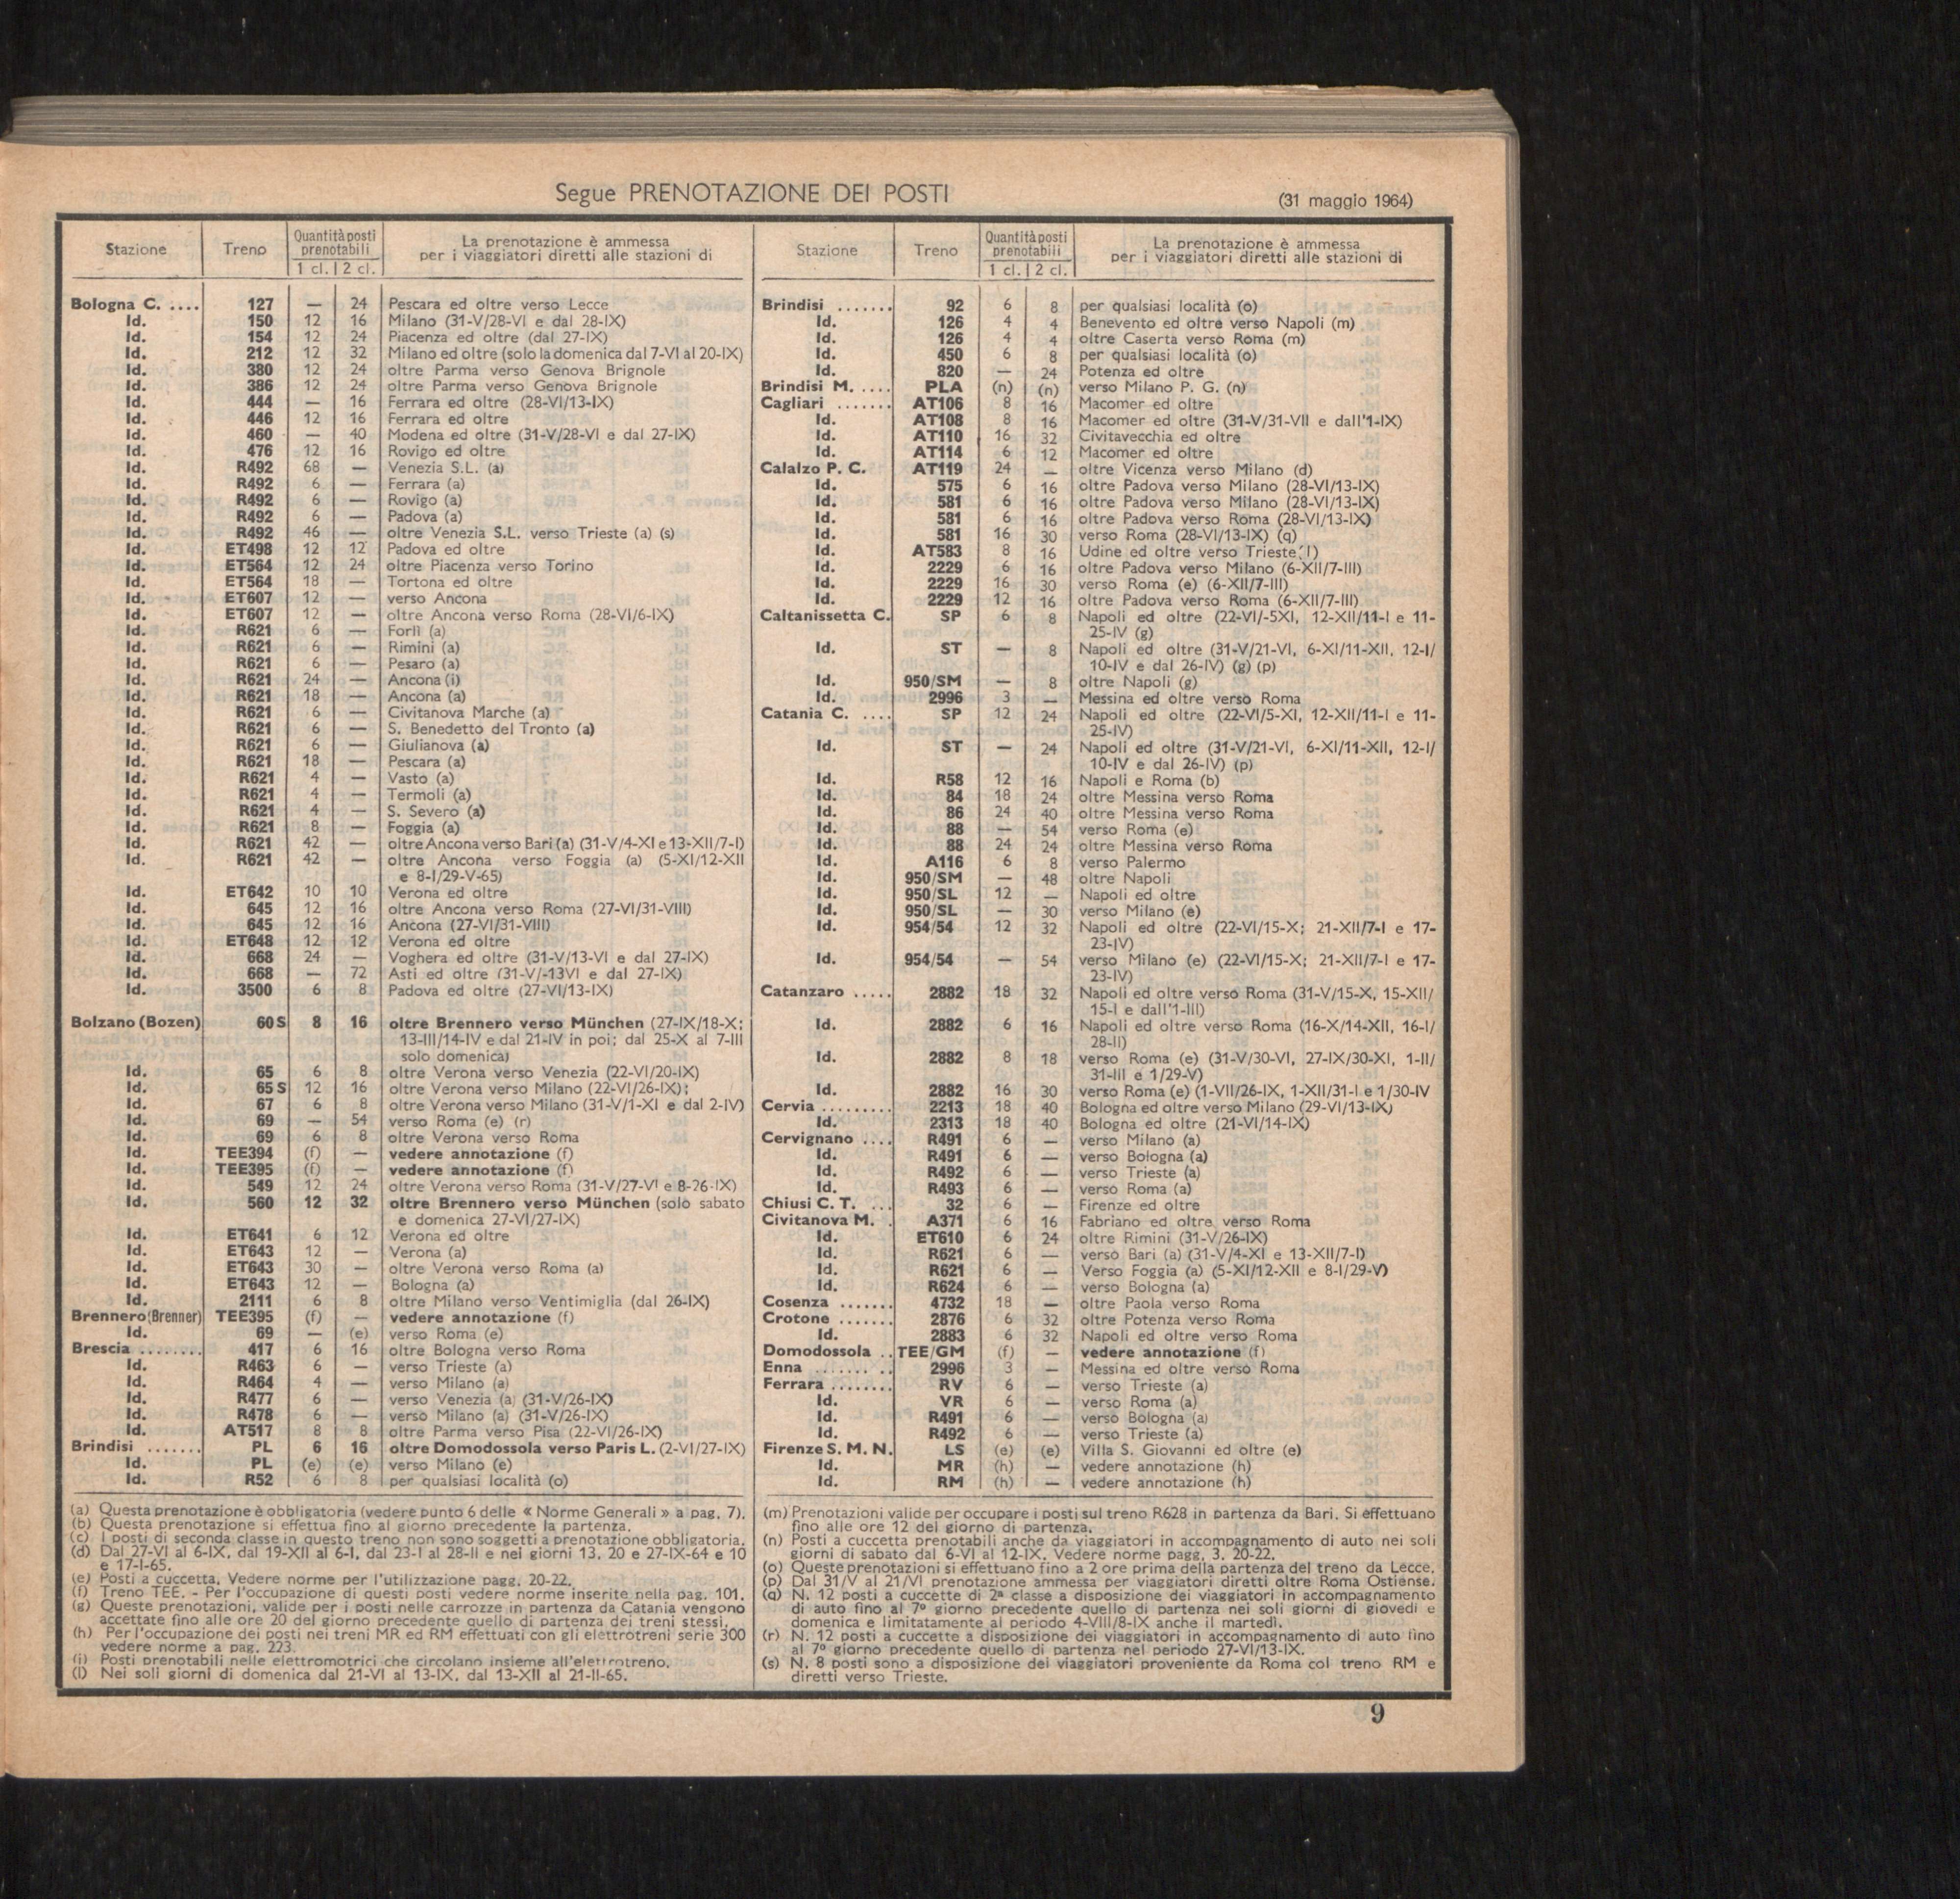 Segue PRENOTAZIONE DEI POSTI
(31 maggio 1964)
Stazione Treno Quantità posti prenotabili 1 cl. 2 cl. La prenotazione è ammessa per i viaggiatori diretti alle stazioni di
Bologna C. .... 127 — 24 Pescara ed oltre verso Lecce
Id. 150 12 16 Milano (31-V/28-VI e dal 28-IX)
Id. 154 12 24 Piacenza ed oltre (dal 27-IX)
Id. 212 12 32 Milano ed oltre (solo la domenica dal 7-VI al 20-IX)
Id. 380 12 24 oltre Parma verso Genova Brignole
Id. 386 12 24 oltre Parma verso Genova Brignole
Id. 444 — 16 Ferrara ed oltre (28-VI/13-IX)
Id. 446 12 16 Ferrara ed oltre
Id. 460 — 40 Modena ed oltre (31-V/28-VI e dal 27-IX)
Id. 476 12 16 Rovigo ed oltre
Id. R492 68 — Venezia S.L. (a)
Id. R492 6 — Ferrara (a)
Id. R492 6 — Rovigo (a)
Id. R492 6 — Padova (a)
Id. R492 46 — oltre Venezia S.L. verso Trieste (a) (s)
Id. ET498 12 12 Padova ed oltre
Id. ET564 12 24 oltre Piacenza verso Torino
Id. ET564 18 — Tortona ed oltre
Id. ET607 12 — verso Ancona
Id. ET607 12 — oltre Ancona verso Roma (28-VI/6-IX)
Id. R621 6 — Forlì (a)
Id. R621 6 — Rimini (a)
Id. R621 6 — Pesaro (a)
Id. R621 24 — Ancona (i)
Id. R621 18 — Ancona (a)
Id. R621 6 — Civitanova Marche (a)
Id. R621 6 — S. Benedetto del Tronto (a)
Id. R621 6 — Giulianova (a)
Id. R621 18 — Pescara (a)
Id. R621 4 — Vasto (a)
Id. R621 4 — Termoli (a)
Id. R621 4 — S. Severo (a)
Id. R621 8 — Foggia (a)
Id. R621 42 — oltre Ancona verso Bari (a) (31-V/4-XI e 13-XII/7-I)
Id. R621 42 — oltre Ancona verso Foggia (a) (5-XI/12-XII
e 8-I/29-V-65)
Id. ET642 10 10 Verona ed oltre
Id. 645 12 16 oltre Ancona verso Roma (27-VI/31-VIII)
Id. 645 12 16 Ancona (27-VI/31-VIII)
Id. ET648 12 12 Verona ed oltre
Id. 668 24 — Voghera ed oltre (31-V/13-VI e dal 27-IX)
Id. 668 — 72 Asti ed oltre (31-V/-13VI e dal 27-IX)
Id. 3500 6 8 Padova ed oltre (27-VI/13-IX)
Bolzano (Bozen) 60S 8 16 oltre Brennero verso München (27-IX/18-X;
13-III/14-IV e dal 21-IV in poi; dal 25-X al 7-III
solo domenica)
Id. 65 6 8 oltre Verona verso Venezia (22-VI/20-IX)
Id. 65 S 12 16 oltre Verona verso Milano (22-VI/26-IX);
Id. 67 6 8 oltre Verona verso Milano (31-V/1-XI e dal 2-IV)
Id. 69 — 54 verso Roma (e) (r)
Id. 69 6 8 oltre Verona verso Roma
Id. TEE394 (f) — vedere annotazione (f)
Id. TEE395 (f) — vedere annotazione (f)
Id. 549 12 24 oltre Verona verso Roma (31-V/27-VI e 8-26-IX)
Id. 560 12 32 oltre Brennero verso München (solo sabato
e domenica 27-VI/27-IX)
Id. ET641 6 12 Verona ed oltre
Id. ET643 12 — Verona (a)
Id. ET643 30 — oltre Verona verso Roma (a)
Id. ET643 12 — Bologna (a)
Id. 2111 6 8 oltre Milano verso Ventimiglia (dal 26-IX)
Brennero (Brenner) TEE395 (f) — vedere annotazione (f)
Id. 69 — (e) verso Roma (e)
Brescia ........ 417 6 16 oltre Bologna verso Roma
Id. R463 6 — verso Trieste (a)
Id. R464 4 — verso Milano (a)
Id. R477 6 — verso Venezia (a) (31-V/26-IX)
Id. R478 6 — verso Milano (a) (31-V/26-IX)
Id. AT517 8 8 oltre Parma verso Pisa (22-VI/26-IX)
Brindisi ....... PL 6 16 oltre Domodossola verso Paris L. (2-VI/27-IX)
Id. PL (e) (e) verso Milano (e)
Id. R52 6 8 per qualsiasi località (o)
(a) Questa prenotazione è obbligatoria (vedere punto 6 delle « Norme Generali » a pag. 7).
(b) Questa prenotazione si effettua fino al giorno precedente la partenza.
(c) I posti di seconda classe in questo treno non sono soggetti a prenotazione obbligatoria.
(d) Dal 27-VI al 6-IX, dal 19-XII al 6-I, dal 23-I al 28-II e nei giorni 13, 20 e 27-IX-64 e 10
e 17-I-65.
(e) Posti a cuccetta. Vedere norme per l'utilizzazione pagg. 20-22.
(f) Treno TEE. - Per l'occupazione di questi posti vedere norme inserite nella pag. 101.
(g) Queste prenotazioni, valide per i posti nelle carrozze in partenza da Catania vengono
accettate fino alle ore 20 del giorno precedente quello di partenza dei treni stessi.
(h) Per l'occupazione dei posti nei treni MR ed RM effettuati con gli elettrotreni serie 300
vedere norme a pag. 223.
(i) Posti prenotabili nelle elettromotrici che circolano insieme all'elettrotreno.
(l) Nei soli giorni di domenica dal 21-VI al 13-IX, dal 13-XII al 21-II-65.
Stazione Treno Quantità posti prenotabili 1 cl. 2 cl. La prenotazione è ammessa per i viaggiatori diretti alle stazioni di
Brindisi ....... 92 6 8 per qualsiasi località (o)
Id. 126 4 4 Benevento ed oltre verso Napoli (m)
Id. 126 4 4 oltre Caserta verso Roma (m)
Id. 450 6 8 per qualsiasi località (o)
Id. 820 — 24 Potenza ed oltre
Brindisi M. .... PLA (n) (n) verso Milano P. G. (n)
Cagliari ....... AT106 8 16 Macomer ed oltre
Id. AT108 8 16 Macomer ed oltre (31-V/31-VII e dall'1-IX)
Id. AT110 16 32 Civitavecchia ed oltre
Id. AT114 6 12 Macomer ed oltre
Calalzo P. C. AT119 24 — oltre Vicenza verso Milano (d)
Id. 575 6 16 oltre Padova verso Milano (28-VI/13-IX)
Id. 581 6 16 oltre Padova verso Milano (28-VI/13-IX)
Id. 581 6 16 oltre Padova verso Roma (28-VI/13-IX)
Id. 581 16 30 verso Roma (28-VI/13-IX) (q)
Id. AT583 8 16 Udine ed oltre verso Trieste (l)
Id. 2229 6 16 oltre Padova verso Milano (6-XII/7-III)
Id. 2229 16 30 verso Roma (e) (6-XII/7-III)
Id. 2229 12 16 oltre Padova verso Roma (6-XII/7-III)
Caltanissetta C. SP 6 8 Napoli ed oltre (22-VI/-5XI, 12-XII/11-I e 11-
25-IV (g)
Id. ST — 8 Napoli ed oltre (31-V/21-VI, 6-XI/11-XII, 12-I/
10-IV e dal 26-IV) (g) (p)
Id. 950/SM — 8 oltre Napoli (g)
Id. 2996 3 — Messina ed oltre verso Roma
Catania C. .... SP 12 24 Napoli ed oltre (22-VI/5-XI, 12-XII/11-I e 11-
25-IV)
Id. ST — 24 Napoli ed oltre (31-V/21-VI, 6-XI/11-XII, 12-I/
10-IV e dal 26-IV) (p)
Id. R58 12 16 Napoli e Roma (b)
Id. 84 18 24 oltre Messina verso Roma
Id. 86 24 40 oltre Messina verso Roma
Id. 88 — 54 verso Roma (e)
Id. 88 24 24 oltre Messina verso Roma
Id. A116 6 8 verso Palermo
Id. 950/SM — 48 oltre Napoli
Id. 950/SL 12 — Napoli ed oltre
Id. 950/SL — 30 verso Milano (e)
Id. 954/54 12 32 Napoli ed oltre (22-VI/15-X; 21-XII/7-I e 17-
23-IV)
Id. 954/54 — 54 verso Milano (e) (22-VI/15-X; 21-XII/7-I e 17-
23-IV)
Catanzaro ..... 2882 18 32 Napoli ed oltre verso Roma (31-V/15-X, 15-XII/
15-I e dall'1-III)
Id. 2882 6 16 Napoli ed oltre verso Roma (16-X/14-XII, 16-I/
28-II)
Id. 2882 8 18 verso Roma (e) (31-V/30-VI, 27-IX/30-XI, 1-II/
31-III e 1/29-V)
Id. 2882 16 30 verso Roma (e) (1-VII/26-IX, 1-XII/31-I e 1/30-IV
Cervia ......... 2213 18 40 Bologna ed oltre verso Milano (29-VI/13-IX)
Id. 2313 18 40 Bologna ed oltre (21-VI/14-IX)
Cervignano .... R491 6 — verso Milano (a)
Id. R491 6 — verso Bologna (a)
Id. R492 6 — verso Trieste (a)
Id. R493 6 — verso Roma (a)
Chiusi C. T. ... 32 6 — Firenze ed oltre
Civitanova M. . A371 6 16 Fabriano ed oltre verso Roma
Id. ET610 6 24 oltre Rimini (31-V/26-IX)
Id. R621 6 — verso Bari (a) (31-V/4-XI e 13-XII/7-I)
Id. R621 6 — Verso Foggia (a) (5-XI/12-XII e 8-I/29-V)
Id. R624 6 — verso Bologna (a)
Cosenza ....... 4732 18 — oltre Paola verso Roma
Crotone ....... 2876 6 32 oltre Potenza verso Roma
Id. 2883 6 32 Napoli ed oltre verso Roma
Domodossola .. TEE/GM (f) — vedere annotazione (f)
Enna ....... .. 2996 3 — Messina ed oltre verso Roma
Ferrara ........ RV 6 — verso Trieste (a)
Id. VR 6 — verso Roma (a)
Id. R491 6 — verso Bologna (a)
Id. R492 6 — verso Trieste (a)
Firenze S. M. N. LS (e) (e) Villa S. Giovanni ed oltre (e)
Id. MR (h) — vedere annotazione (h)
Id. RM (h) — vedere annotazione (h)
(m) Prenotazioni valide per occupare i posti sul treno R628 in partenza da Bari. Si effettuano
fino alle ore 12 del giorno di partenza.
(n) Posti a cuccetta prenotabili anche da viaggiatori in accompagnamento di auto nei soli
giorni di sabato dal 6-VI al 12-IX. Vedere norme pagg. 3, 20-22.
(o) Queste prenotazioni si effettuano fino a 2 ore prima della partenza del treno da Lecce.
(p) Dal 31/V al 21/VI prenotazione ammessa per viaggiatori diretti oltre Roma Ostiense.
(q) N. 12 posti a cuccette di 2ª classe a disposizione dei viaggiatori in accompagnamento
di auto fino al 7º giorno precedente quello di partenza nei soli giorni di giovedì e
domenica e limitatamente al periodo 4-VIII/8-IX anche il martedì.
(r) N. 12 posti a cuccette a disposizione dei viaggiatori in accompagnamento di auto fino
al 7º giorno precedente quello di partenza nel periodo 27-VI/13-IX.
(s) N. 8 posti sono a disposizione dei viaggiatori proveniente da Roma col treno RM e
diretti verso Trieste.
9